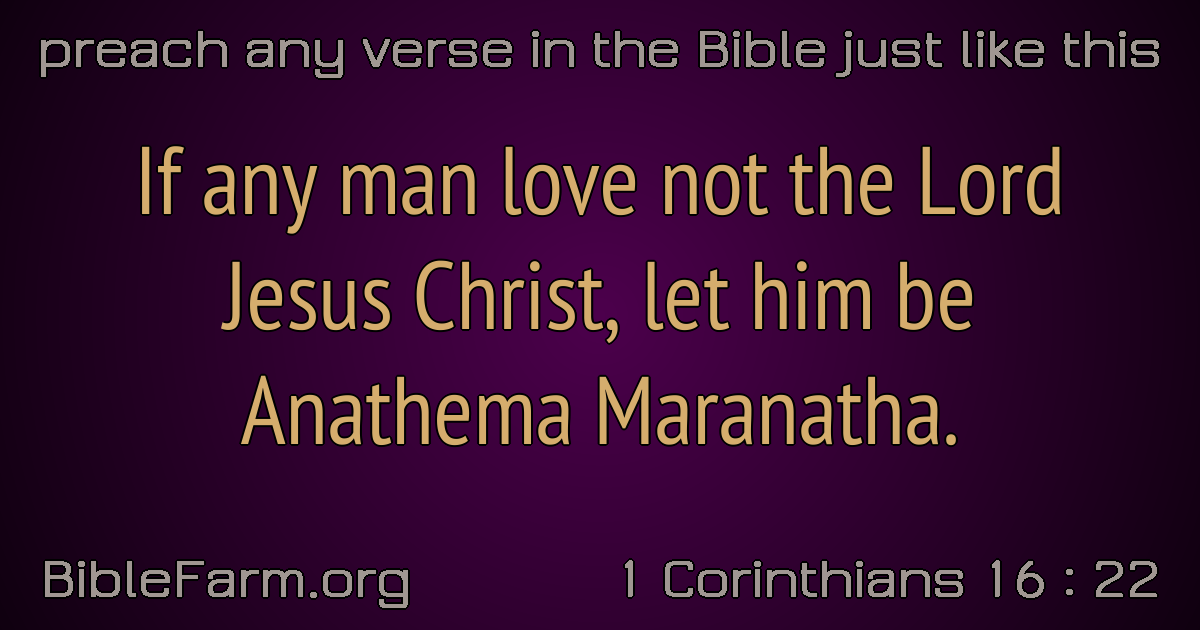 preach any verse in the Bible just like this
If any man love not the Lord
Jesus Christ, let him be
Anathema Maranatha.
BibleFarm.org
1 Corinthians 16 : 22